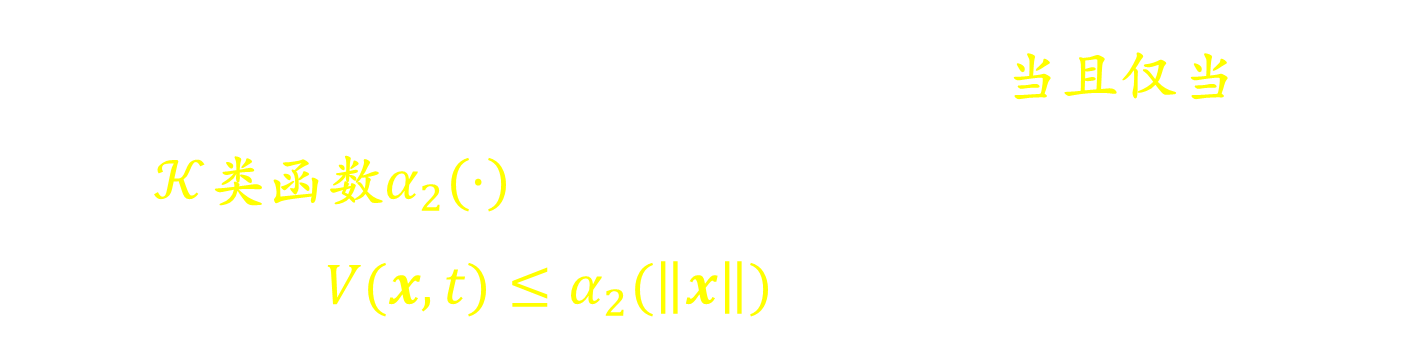 当且仅当
𝒦类函数α₂(·)
V(x, t) ≤ α₂(‖x‖)